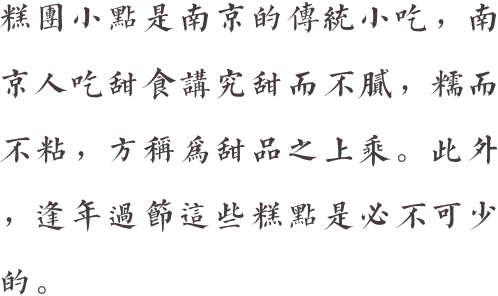 糕團小點是南京的傳統小吃，南
京人吃甜食講究甜而不膩，糯而
不粘，方稱爲甜品之上乘。此外
，逢年過節這些糕點是必不可少
的。